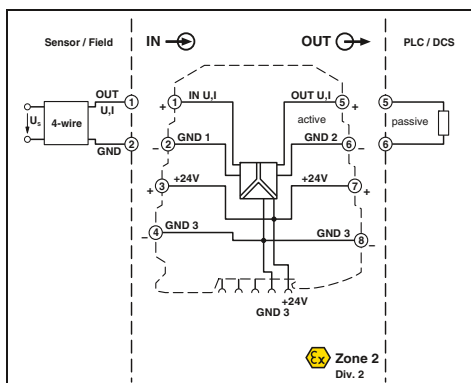 Sensor / Field
IN
OUT
PLC / DCS
OUT
U,I
1
Us
4-wire
GND
2
+
1
IN U,I
OUT U,I
5
+
active
−
2
GND 1
GND 2
6
−
+
3
+24V
+24V
7
+
−
4
GND 3
GND 3
8
−
5
passive
6
+24V
GND 3
Ex
Zone 2
Div. 2